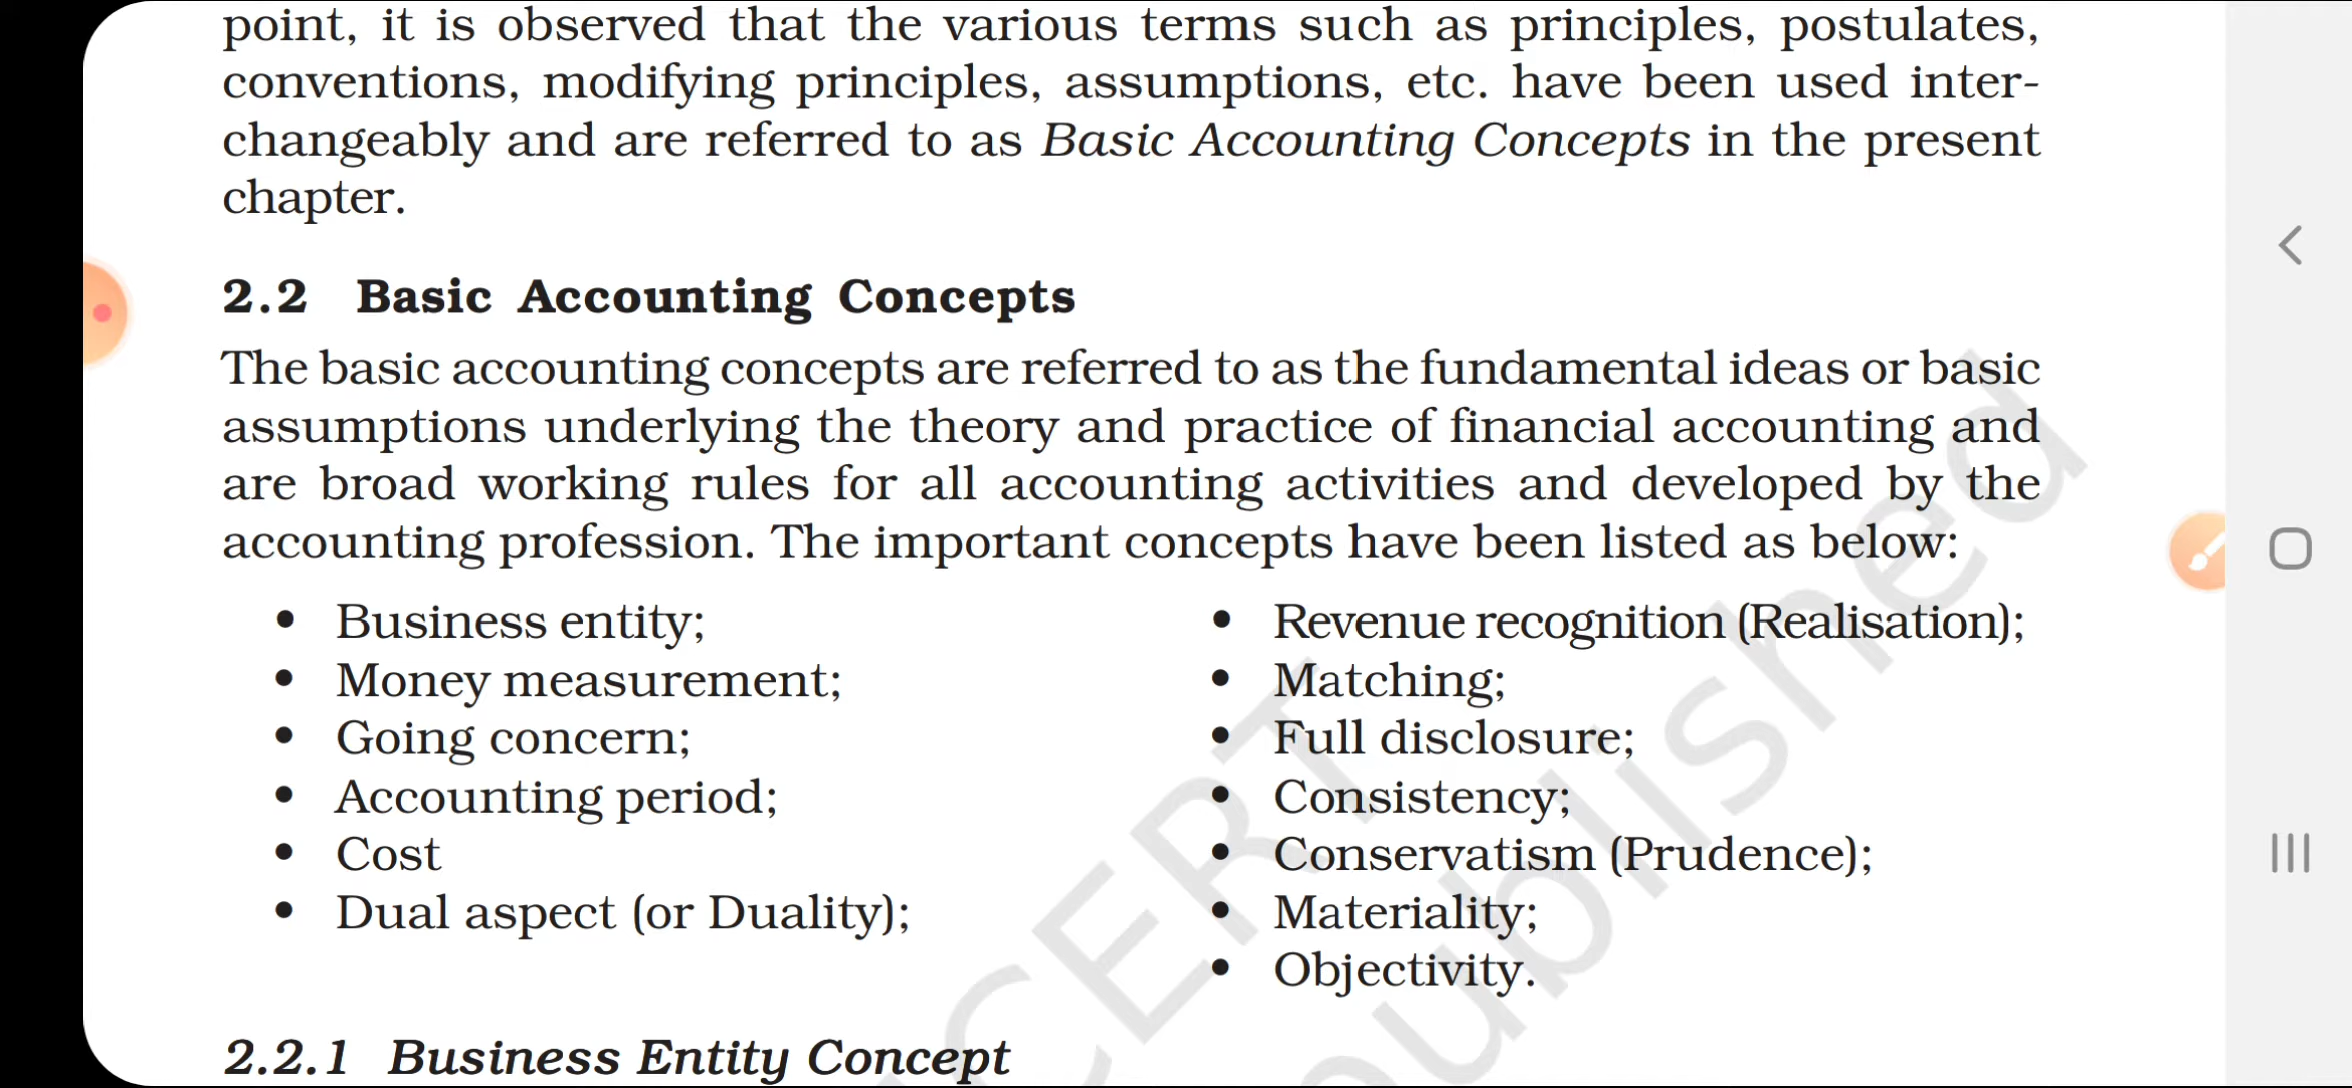 point, it is observed that the various terms such as principles, postulates,
conventions, modifying principles, assumptions, etc. have been used inter-
changeably and are referred to as Basic Accounting Concepts in the present
chapter.
2.2 Basic Accounting Concepts
The basic accounting concepts are referred to as the fundamental ideas or basic
assumptions underlying the theory and practice of financial accounting and
are broad working rules for all accounting activities and developed by the
accounting profession. The important concepts have been listed as below:
• Business entity;
• Money measurement;
• Going concern;
• Accounting period;
• Cost
• Dual aspect (or Duality);
• Revenue recognition (Realisation);
• Matching;
• Full disclosure;
• Consistency;
• Conservatism (Prudence);
• Materiality;
• Objectivity.
2.2.1 Business Entity Concept
CERT
ublished